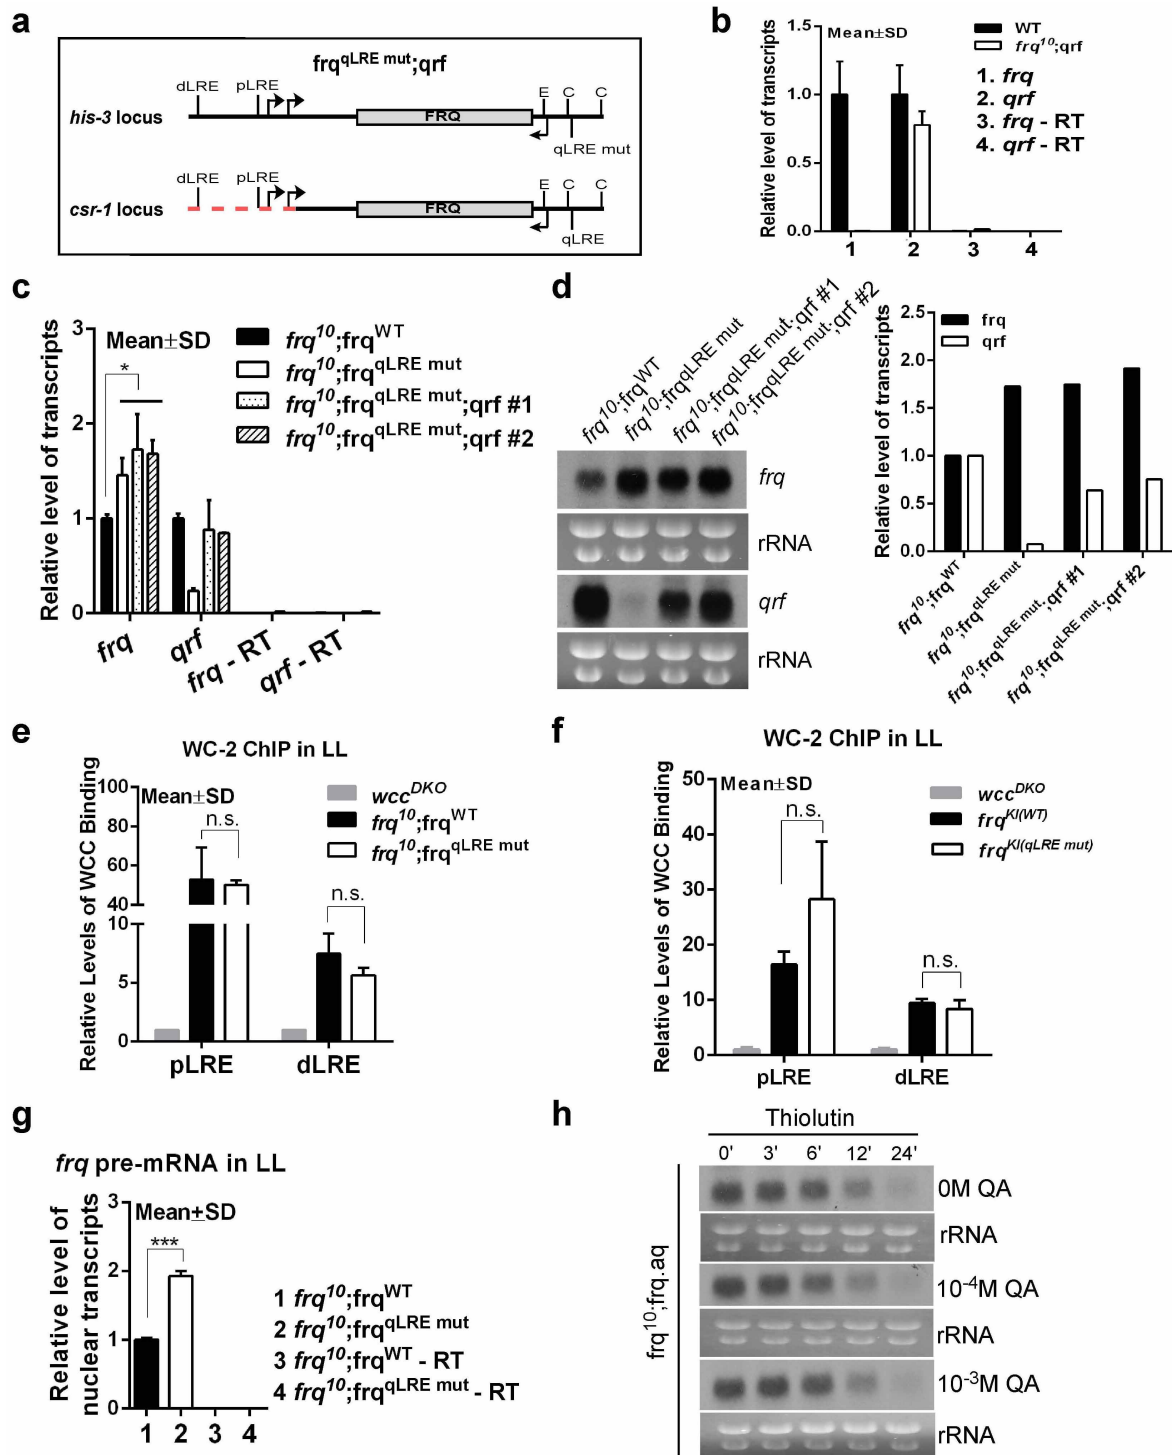 a
frq^qLRE mut;qrf
dLRE
pLRE
E
C
C
his-3 locus
FRQ
qLRE mut
dLRE
pLRE
E
C
C
csr-1 locus
FRQ
qLRE
b
Relative level of transcripts
1.5
1.0
0.5
0.0
Mean±SD
WT
frq^10;qrf
1. frq
2. qrf
3. frq - RT
4. qrf - RT
1 2 3 4
c
Relative level of transcripts
3
2
1
0
Mean±SD
*
frq^10;frq^WT
frq^10;frq^qLRE mut
frq^10;frq^qLRE mut;qrf #1
frq^10;frq^qLRE mut;qrf #2
frq
qrf
frq - RT
qrf - RT
d
frq^10;frq^WT
frq^10;frq^qLRE mut
frq^10;frq^qLRE mut;qrf #1
frq^10;frq^qLRE mut;qrf #2
frq
rRNA
qrf
rRNA
Relative level of transcripts
2.5
2.0
1.5
1.0
0.5
0.0
frq
qrf
frq^10;frq^WT
frq^10;frq^qLRE mut
frq^10;frq^qLRE mut;qrf #1
frq^10;frq^qLRE mut;qrf #2
e
WC-2 ChIP in LL
Relative Levels of WCC Binding
100
80
60
40
10
5
0
Mean±SD
n.s.
n.s.
wcc^DKO
frq^10;frq^WT
frq^10;frq^qLRE mut
pLRE
dLRE
f
WC-2 ChIP in LL
Relative Levels of WCC Binding
50
40
30
20
10
0
Mean±SD
n.s.
n.s.
wcc^DKO
frq^KI(WT)
frq^KI(qLRE mut)
pLRE
dLRE
g
frq pre-mRNA in LL
Relative level of
nuclear transcripts
3
2
1
0
Mean±SD
***
1 frq^10;frq^WT
2 frq^10;frq^qLRE mut
3 frq^10;frq^WT - RT
4 frq^10;frq^qLRE mut - RT
1 2 3 4
h
Thiolutin
0' 3' 6' 12' 24'
frq^10;frq.aq
0M QA
rRNA
10^-4M QA
rRNA
10^-3M QA
rRNA